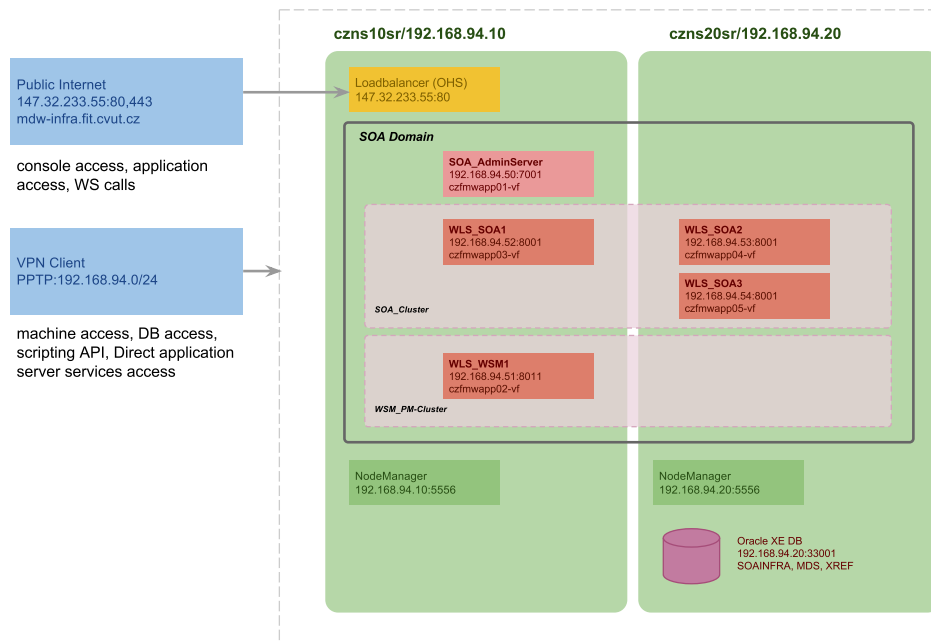 czns10sr/192.168.94.10
czns20sr/192.168.94.20
Public Internet
147.32.233.55:80,443
mdw-infra.fit.cvut.cz
console access, application
access, WS calls
VPN Client
PPTP:192.168.94.0/24
machine access, DB access,
scripting API, Direct application
server services access
Loadbalancer (OHS)
147.32.233.55:80
SOA Domain
SOA_AdminServer
192.168.94.50:7001
czfmwapp01-vf
WLS_SOA1
192.168.94.52:8001
czfmwapp03-vf
WLS_SOA2
192.168.94.53:8001
czfmwapp04-vf
WLS_SOA3
192.168.94.54:8001
czfmwapp05-vf
SOA_Cluster
WLS_WSM1
192.168.94.51:8011
czfmwapp02-vf
WSM_PM-Cluster
NodeManager
192.168.94.10:5556
NodeManager
192.168.94.20:5556
Oracle XE DB
192.168.94.20:33001
SOAINFRA, MDS, XREF